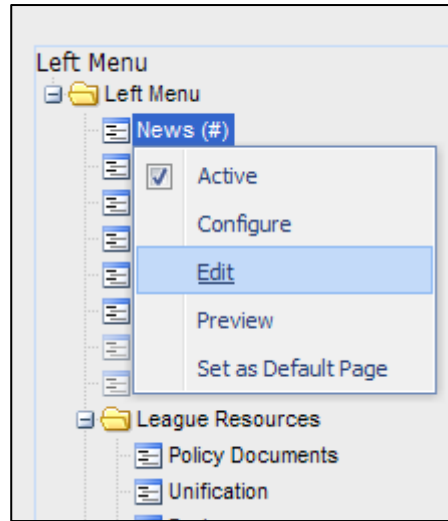 Left Menu
Left Menu
News (#)
Active
Configure
Edit
Preview
Set as Default Page
League Resources
Policy Documents
Unification